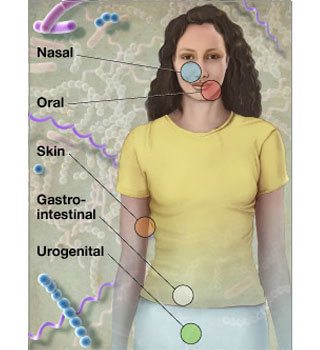 Nasal
Oral
Skin
Gastro-
intestinal
Urogenital